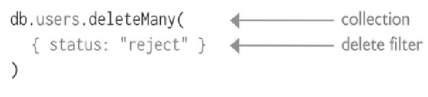 db.users.deleteMany( collection
{ status: "reject" } delete filter
)